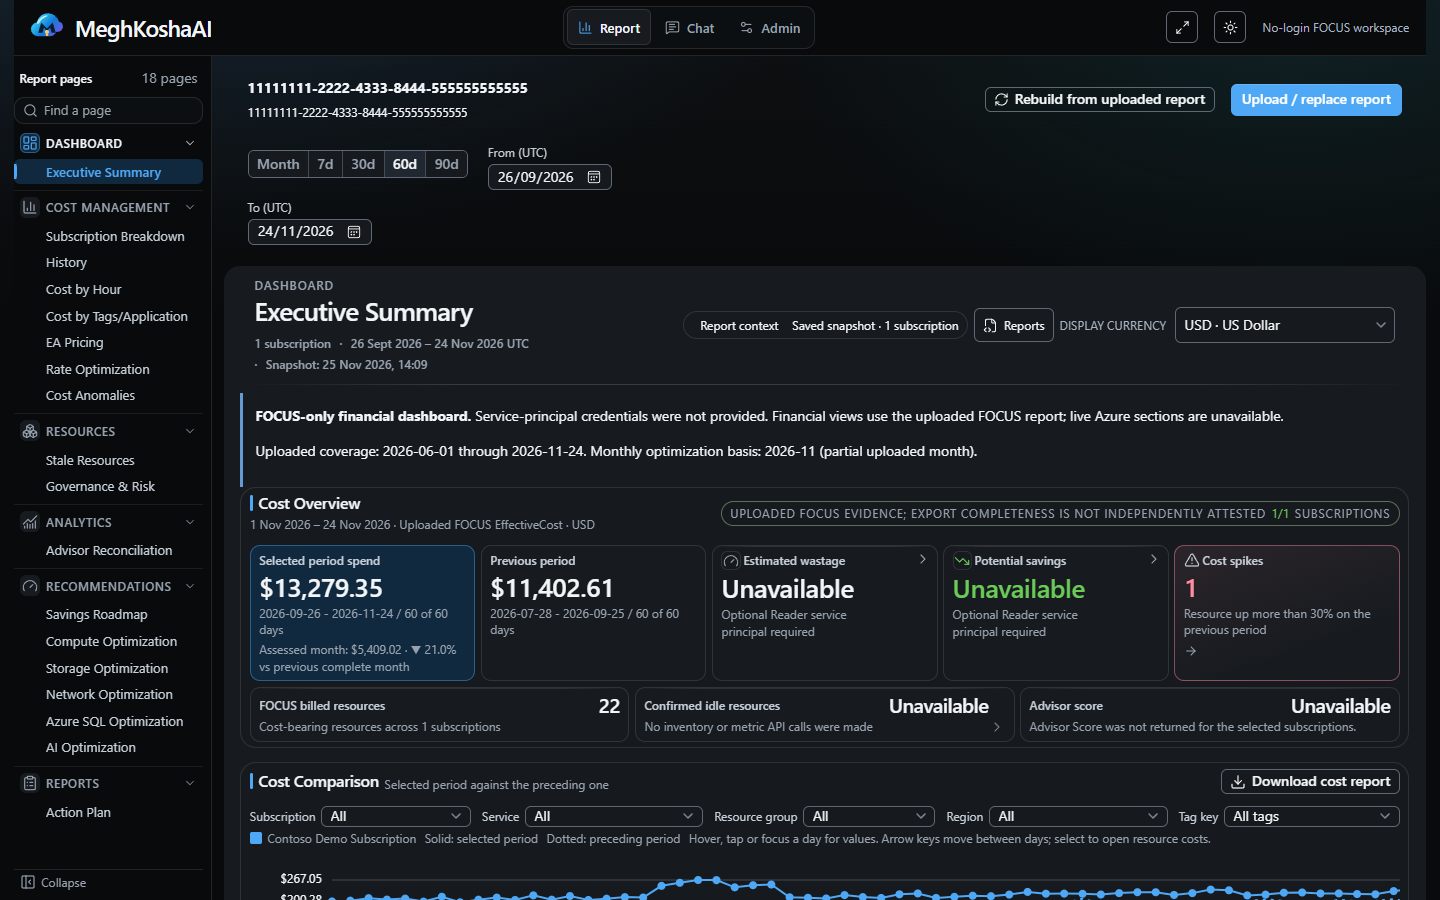 MeghKoshaAI
Report
Chat
Admin
No-login FOCUS workspace
Report pages
18 pages
Find a page
DASHBOARD
Executive Summary
COST MANAGEMENT
Subscription Breakdown
History
Cost by Hour
Cost by Tags/Application
EA Pricing
Rate Optimization
Cost Anomalies
RESOURCES
Stale Resources
Governance & Risk
ANALYTICS
Advisor Reconciliation
RECOMMENDATIONS
Savings Roadmap
Compute Optimization
Storage Optimization
Network Optimization
Azure SQL Optimization
AI Optimization
REPORTS
Action Plan
Collapse
11111111-2222-4333-8444-555555555555
11111111-2222-4333-8444-555555555555
Rebuild from uploaded report
Upload / replace report
Month 7d 30d 60d 90d
From (UTC)
26/09/2026
To (UTC)
24/11/2026
DASHBOARD
Executive Summary
1 subscription · 26 Sept 2026 – 24 Nov 2026 UTC
· Snapshot: 25 Nov 2026, 14:09
Report context Saved snapshot · 1 subscription
Reports
DISPLAY CURRENCY
USD · US Dollar
FOCUS-only financial dashboard. Service-principal credentials were not provided. Financial views use the uploaded FOCUS report; live Azure sections are unavailable.
Uploaded coverage: 2026-06-01 through 2026-11-24. Monthly optimization basis: 2026-11 (partial uploaded month).
Cost Overview
1 Nov 2026 – 24 Nov 2026 · Uploaded FOCUS EffectiveCost · USD
UPLOADED FOCUS EVIDENCE; EXPORT COMPLETENESS IS NOT INDEPENDENTLY ATTESTED 1/1 SUBSCRIPTIONS
Selected period spend
$13,279.35
2026-09-26 - 2026-11-24 / 60 of 60
days
Assessed month: $5,409.02 · ▼ 21.0%
vs previous complete month
Previous period
$11,402.61
2026-07-28 - 2026-09-25 / 60 of 60
days
Estimated wastage
Unavailable
Optional Reader service
principal required
Potential savings
Unavailable
Optional Reader service
principal required
Cost spikes
1
Resource up more than 30% on the
previous period
→
FOCUS billed resources
22
Cost-bearing resources across 1 subscriptions
Confirmed idle resources
Unavailable
No inventory or metric API calls were made
Advisor score
Unavailable
Advisor Score was not returned for the selected subscriptions.
Cost Comparison Selected period against the preceding one
Download cost report
Subscription All
Service All
Resource group All
Region All
Tag key All tags
Contoso Demo Subscription Solid: selected period Dotted: preceding period Hover, tap or focus a day for values. Arrow keys move between days; select to open resource costs.
$267.05
$200.28